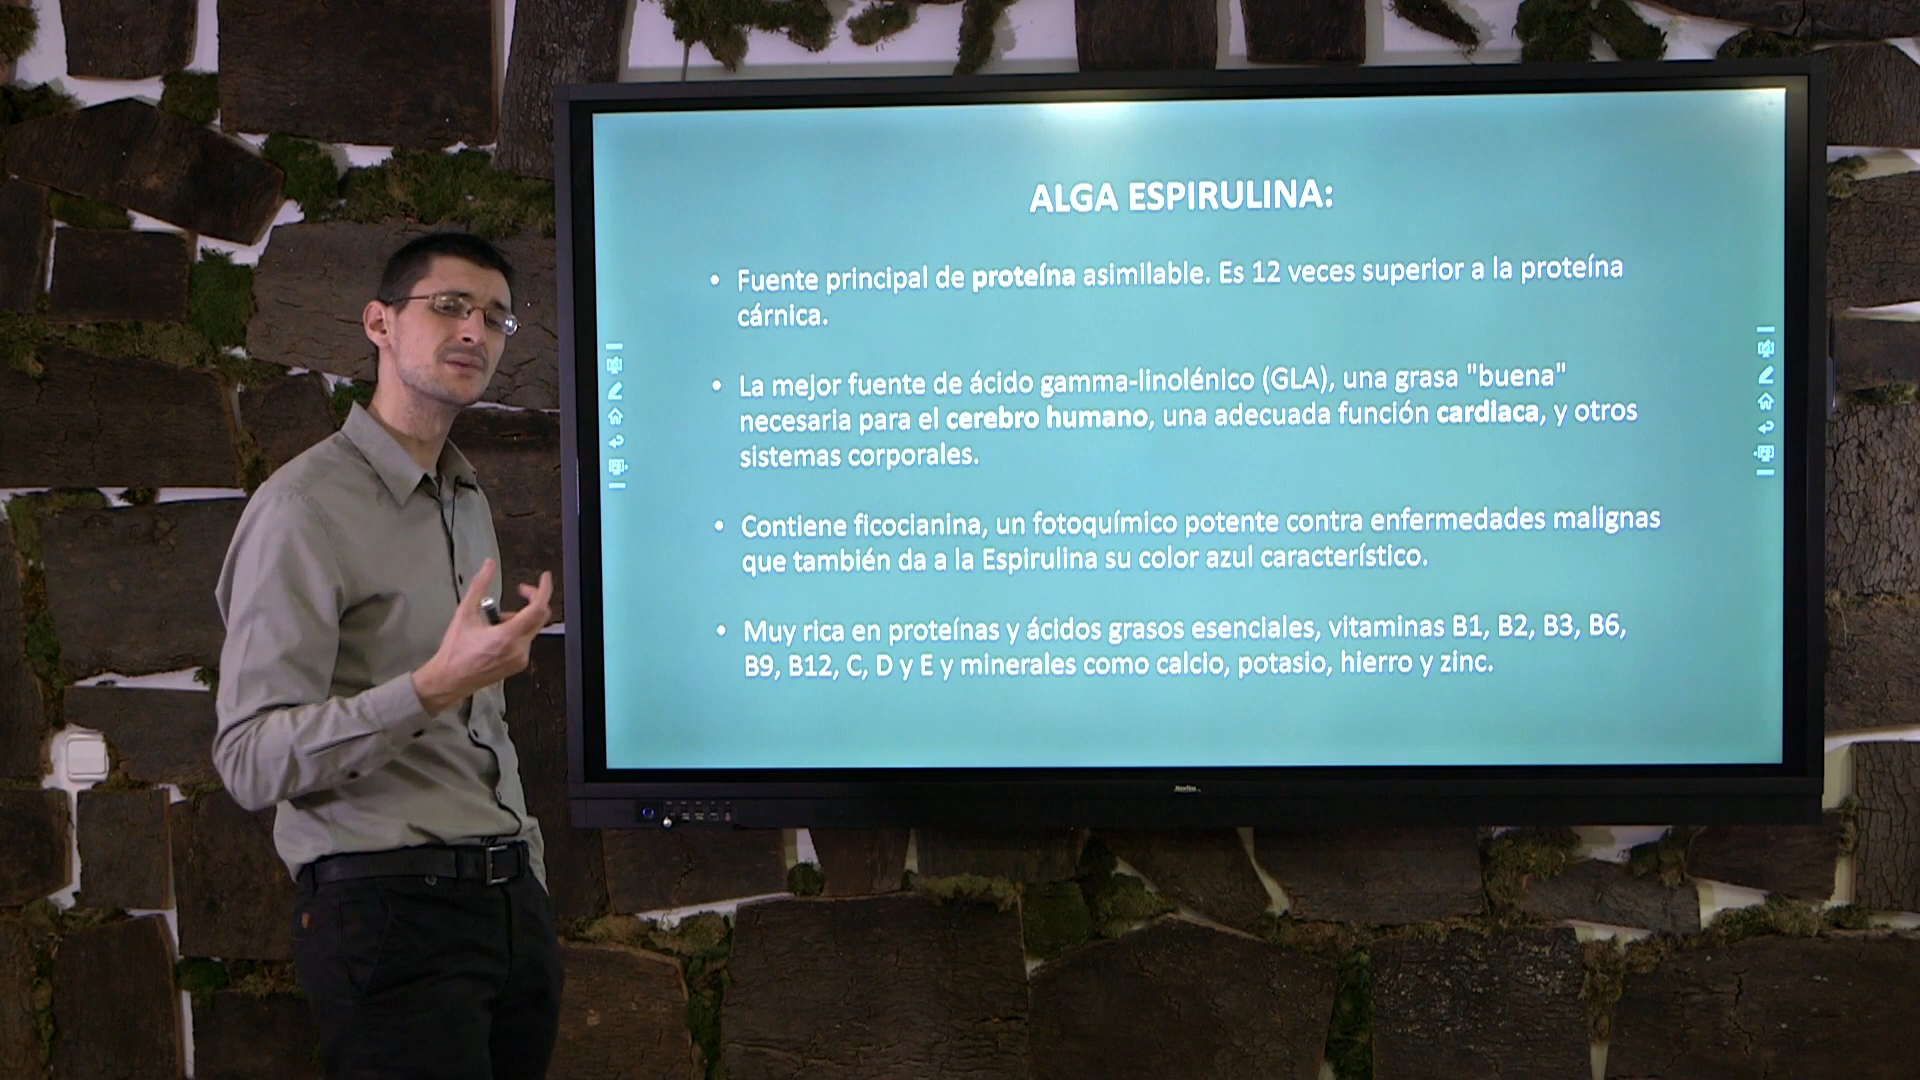 ALGA ESPIRULINA:
• Fuente principal de proteína asimilable. Es 12 veces superior a la proteína
cárnica.
• La mejor fuente de ácido gamma-linolénico (GLA), una grasa "buena"
necesaria para el cerebro humano, una adecuada función cardiaca, y otros
sistemas corporales.
• Contiene ficocianina, un fotoquímico potente contra enfermedades malignas
que también da a la Espirulina su color azul característico.
• Muy rica en proteínas y ácidos grasos esenciales, vitaminas B1, B2, B3, B6,
B9, B12, C, D y E y minerales como calcio, potasio, hierro y zinc.